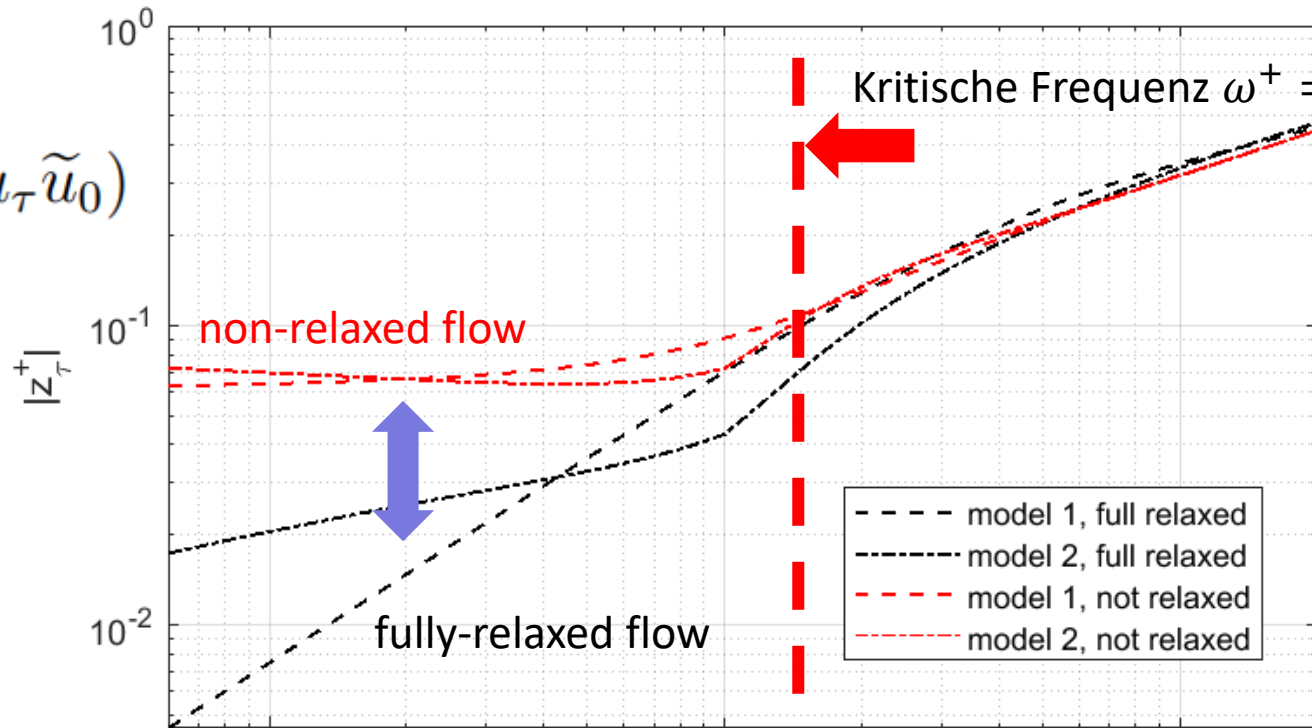 10⁰
Kritische Frequenz ω⁺ =
u_τ ũ₀)
10⁻¹
non-relaxed flow
|z_τ⁺|
model 1, full relaxed
model 2, full relaxed
model 1, not relaxed
model 2, not relaxed
10⁻²
fully-relaxed flow